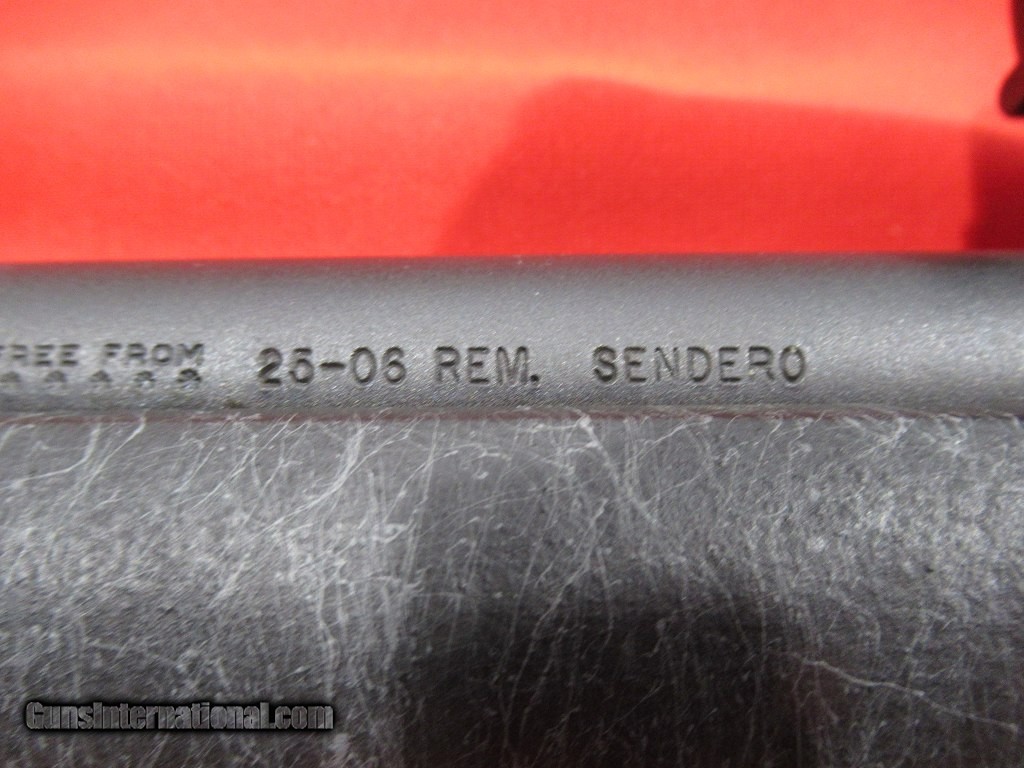 FREE FROM
25-06 REM. SENDERO
GunsInternational.com